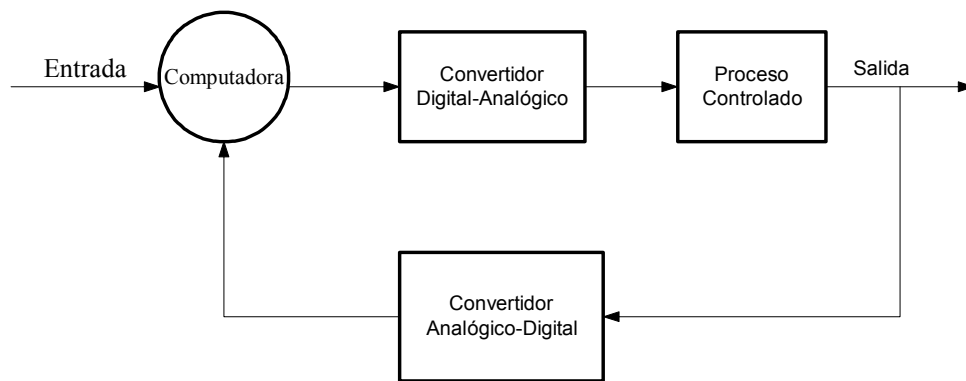 Entrada
Computadora
Convertidor
Digital-Analógico
Proceso
Controlado
Salida
Convertidor
Analógico-Digital